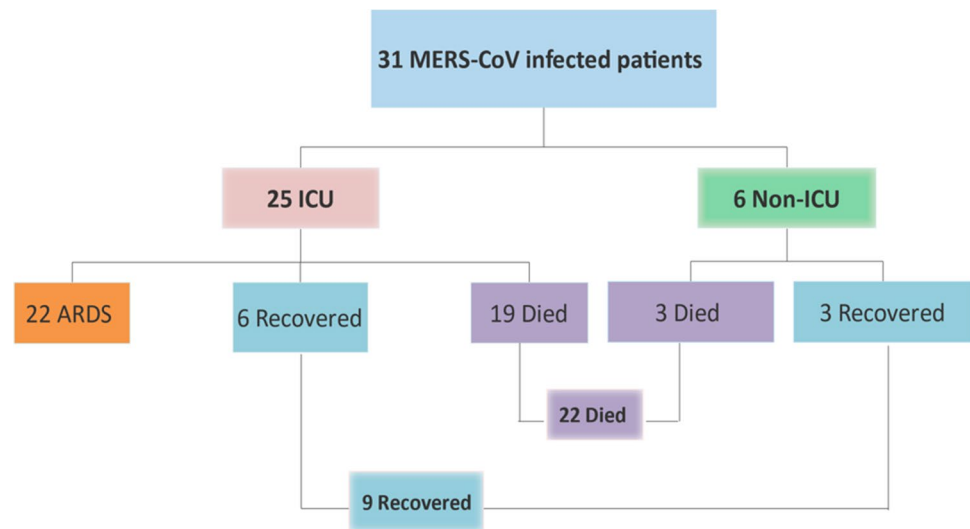 31 MERS-CoV infected patients
25 ICU
6 Non-ICU
22 ARDS
6 Recovered
19 Died
3 Died
3 Recovered
22 Died
9 Recovered